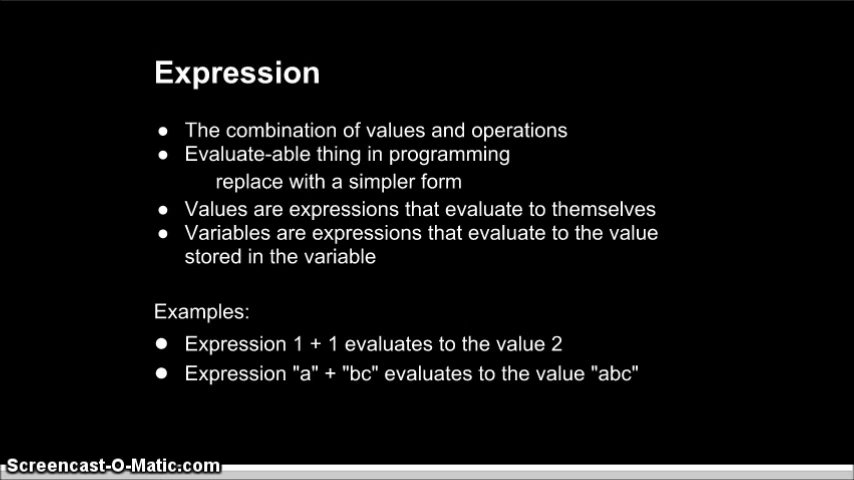 Expression
● The combination of values and operations
● Evaluate-able thing in programming
replace with a simpler form
● Values are expressions that evaluate to themselves
● Variables are expressions that evaluate to the value
stored in the variable
Examples:
● Expression 1 + 1 evaluates to the value 2
● Expression "a" + "bc" evaluates to the value "abc"
Screencast-O-Matic.com